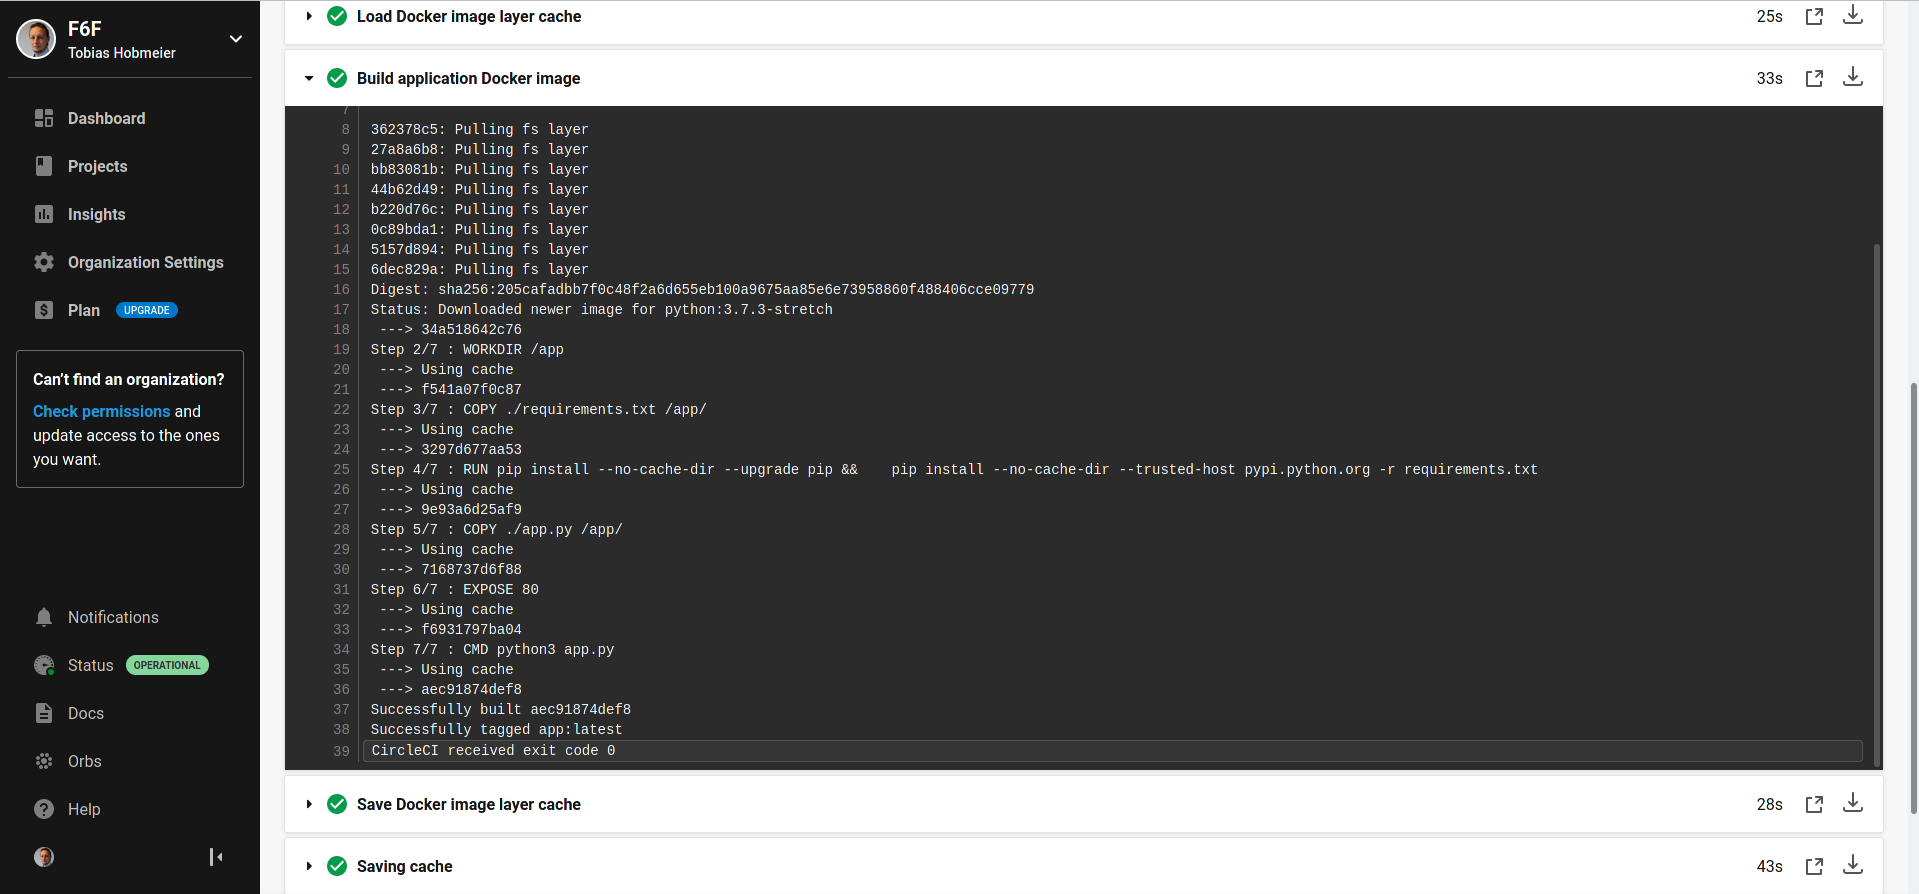 F6F
Tobias Hobmeier
Dashboard
Projects
Insights
Organization Settings
Plan UPGRADE
Can't find an organization?
Check permissions and
update access to the ones
you want.
Notifications
Status OPERATIONAL
Docs
Orbs
Help
Load Docker image layer cache 25s
Build application Docker image 33s
7
8 362378c5: Pulling fs layer
9 27a8a6b8: Pulling fs layer
10 bb83081b: Pulling fs layer
11 44b62d49: Pulling fs layer
12 b220d76c: Pulling fs layer
13 0c89bda1: Pulling fs layer
14 5157d894: Pulling fs layer
15 6dec829a: Pulling fs layer
16 Digest: sha256:205cafadbb7f0c48f2a6d655eb100a9675aa85e6e73958860f488406cce09779
17 Status: Downloaded newer image for python:3.7.3-stretch
18 ---> 34a518642c76
19 Step 2/7 : WORKDIR /app
20 ---> Using cache
21 ---> f541a07f0c87
22 Step 3/7 : COPY ./requirements.txt /app/
23 ---> Using cache
24 ---> 3297d677aa53
25 Step 4/7 : RUN pip install --no-cache-dir --upgrade pip &&    pip install --no-cache-dir --trusted-host pypi.python.org -r requirements.txt
26 ---> Using cache
27 ---> 9e93a6d25af9
28 Step 5/7 : COPY ./app.py /app/
29 ---> Using cache
30 ---> 7168737d6f88
31 Step 6/7 : EXPOSE 80
32 ---> Using cache
33 ---> f6931797ba04
34 Step 7/7 : CMD python3 app.py
35 ---> Using cache
36 ---> aec91874def8
37 Successfully built aec91874def8
38 Successfully tagged app:latest
39 CircleCI received exit code 0
Save Docker image layer cache 28s
Saving cache 43s